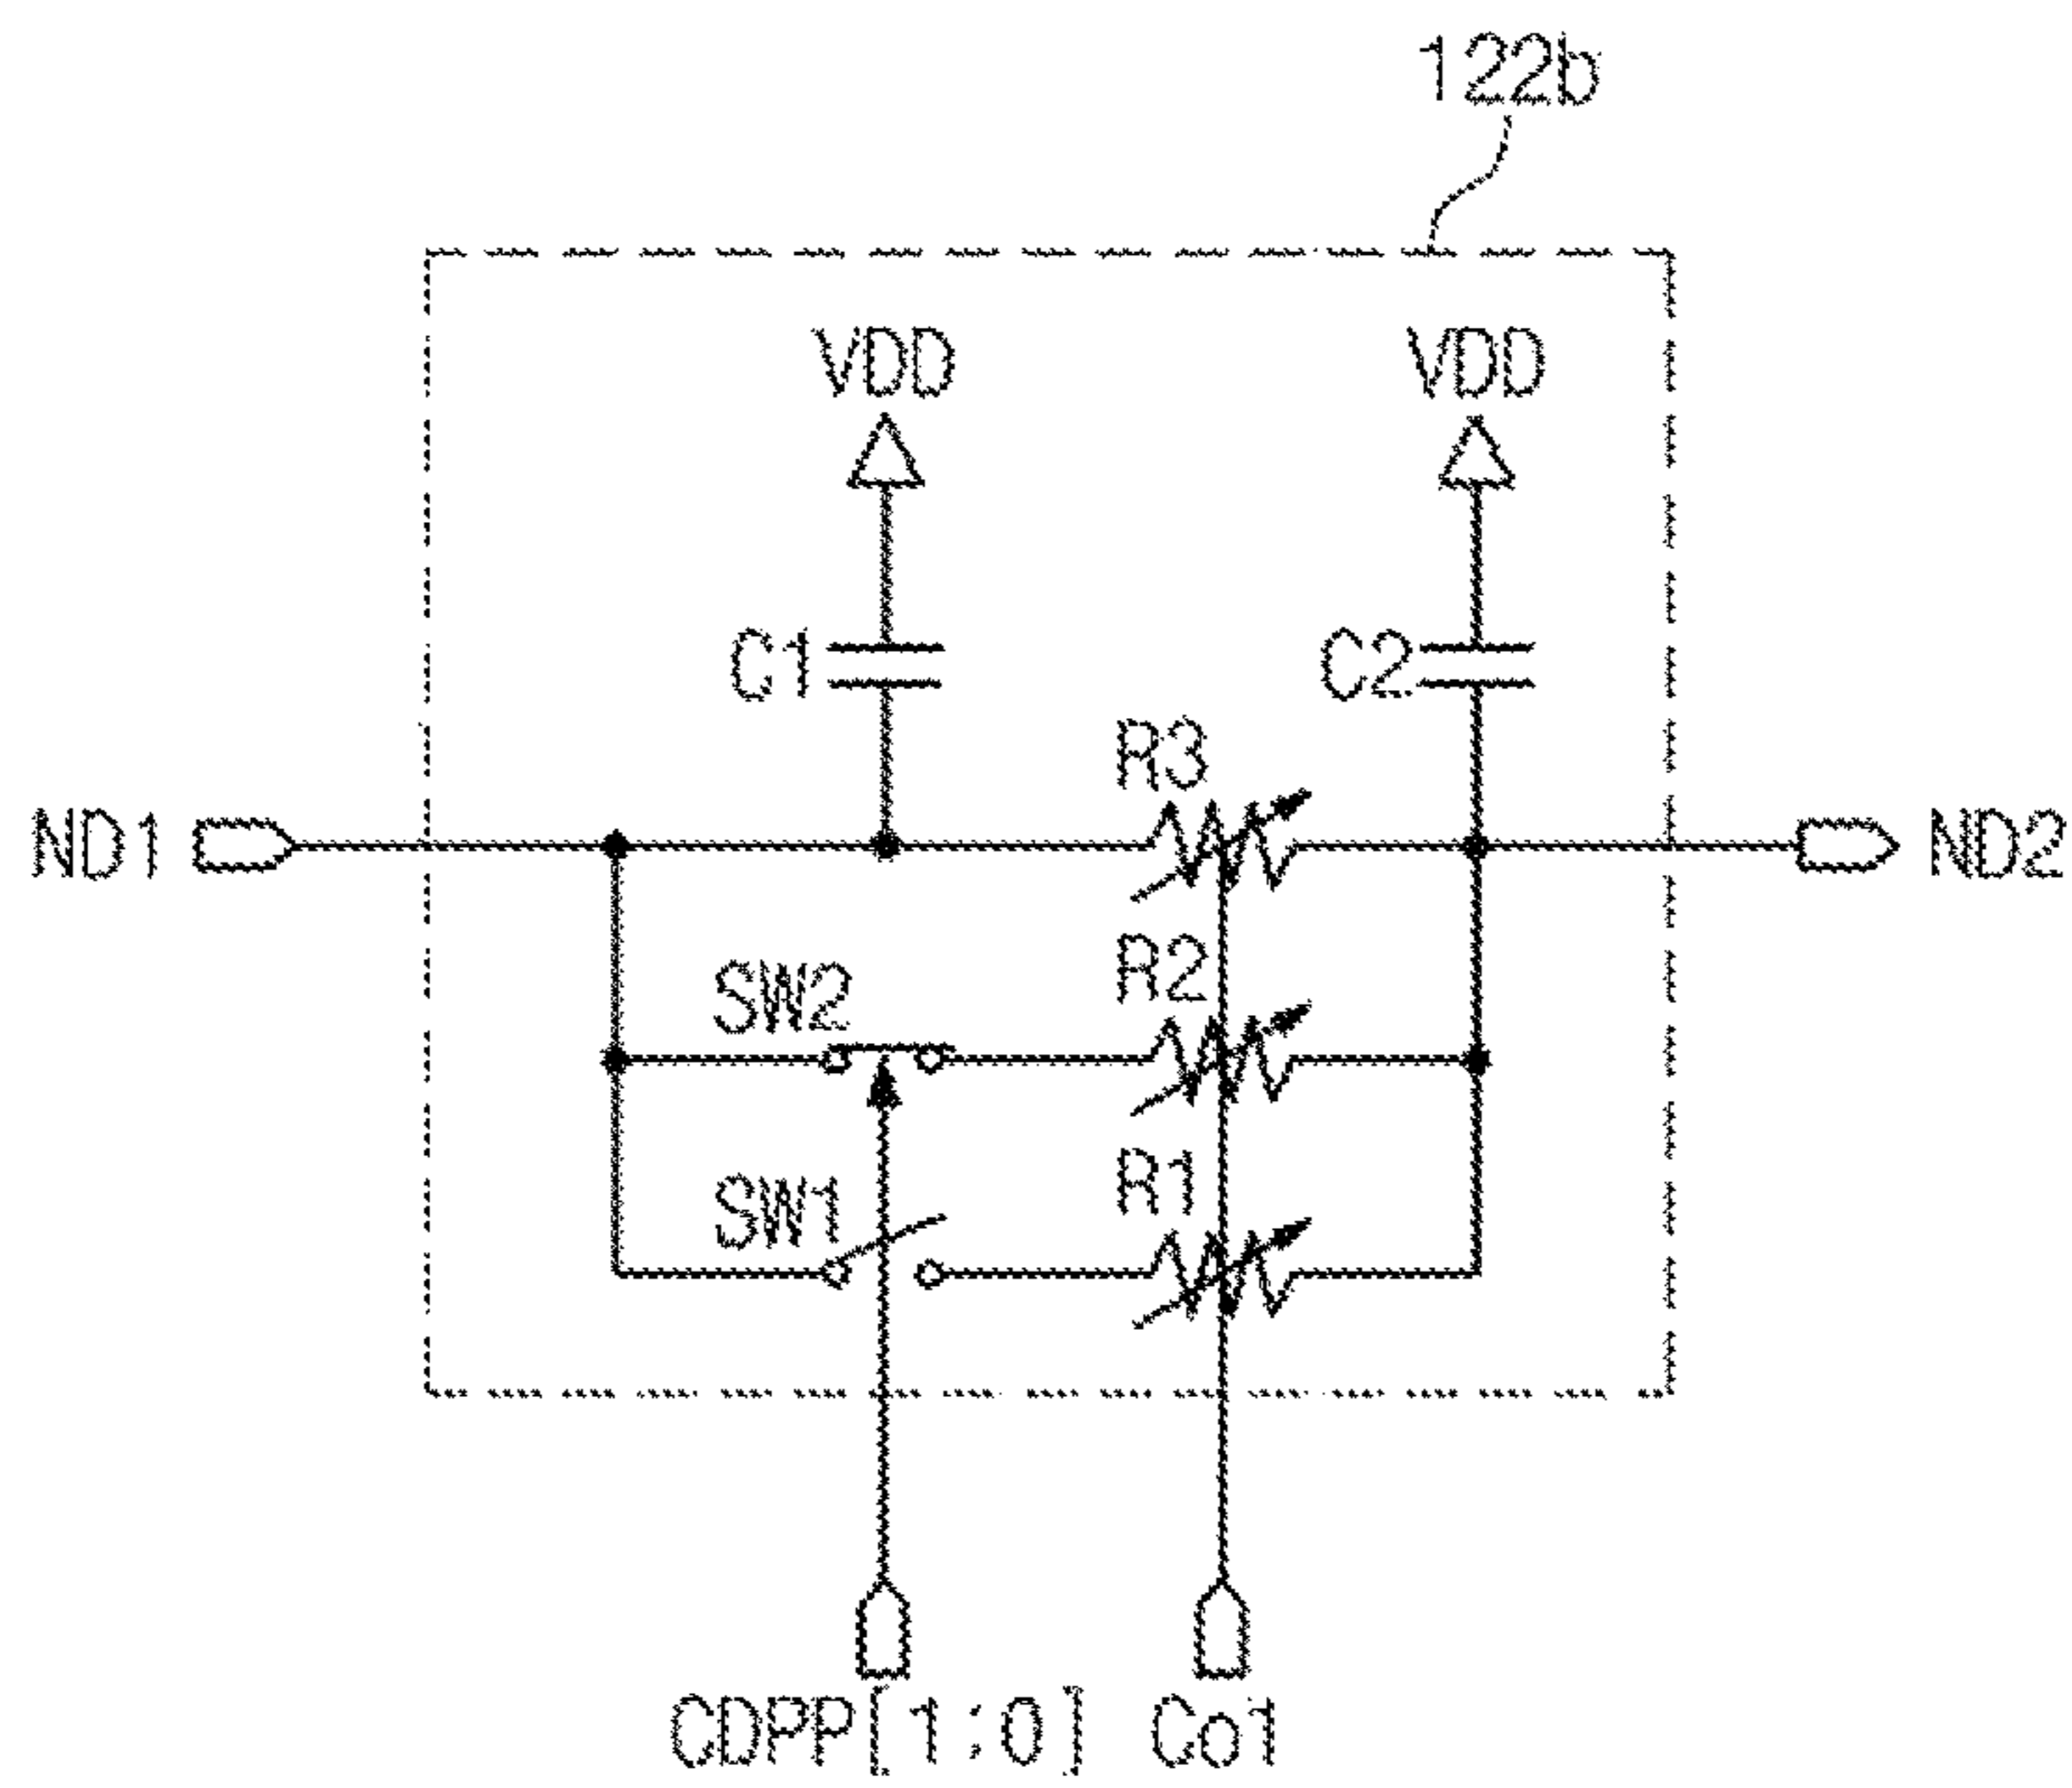 122b
VDD
VDD
C1
C2
R3
ND1
ND2
SW2
R2
SW1
R1
CDPP[1:0]
Co1